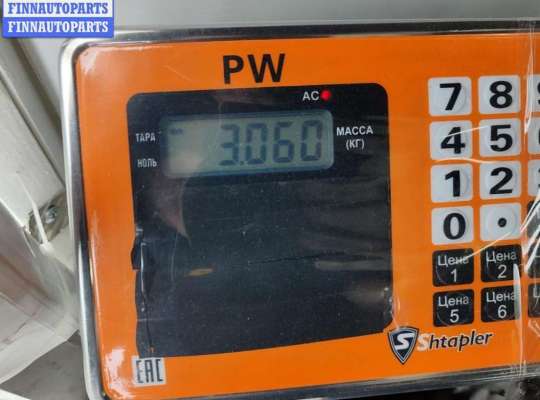 FINNAUTOPARTS
FINNAUTOPARTS
PW
AC
ТАРА
НОЛЬ
3.060
МАССА
(КГ)
7 8
4 5
1 2
0 .
Цена 1
Цена 2
Цена 5
Цена 6
S Shtapler
EAC